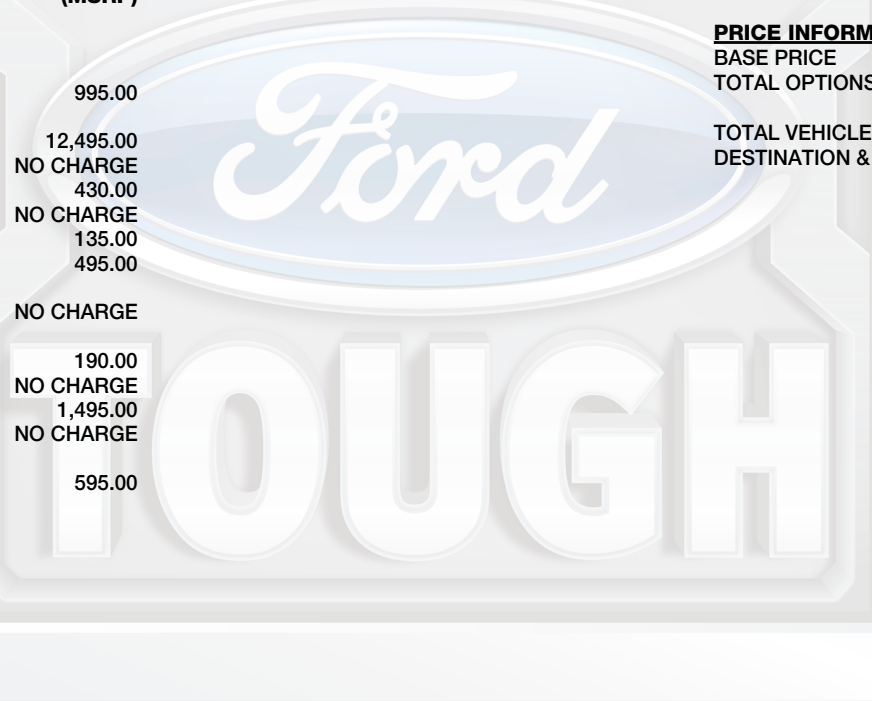 (MSRP)
995.00
12,495.00
NO CHARGE
430.00
NO CHARGE
135.00
495.00
NO CHARGE
190.00
NO CHARGE
1,495.00
NO CHARGE
595.00
PRICE INFORM
BASE PRICE
TOTAL OPTIONS
TOTAL VEHICLE
DESTINATION &
Ford
TOUGH